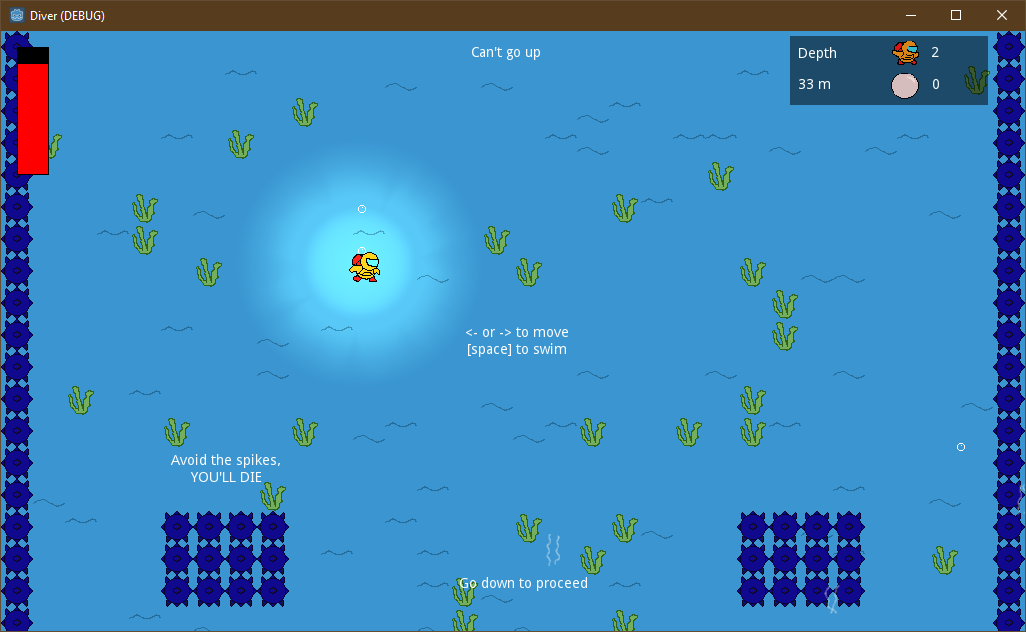 Diver (DEBUG)
Can't go up
Depth
2
33 m
0
<- or -> to move
[space] to swim
Avoid the spikes,
YOU'LL DIE
Go down to proceed